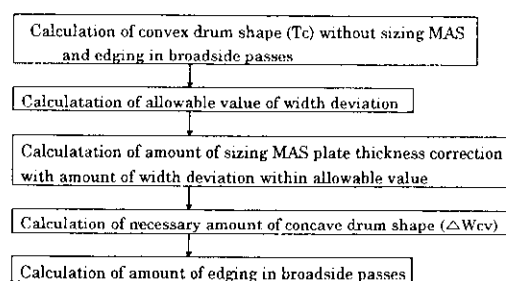 Calculation of convex drum shape (Tc) without sizing MAS
and edging in broadside passes
Calculatation of allowable value of width deviation
Calculatation of amount of sizing MAS plate thickness correction
with amount of width deviation within allowable value
Calculation of necessary amount of concave drum shape (△Wcv)
Calculation of amount of edging in broadside passes